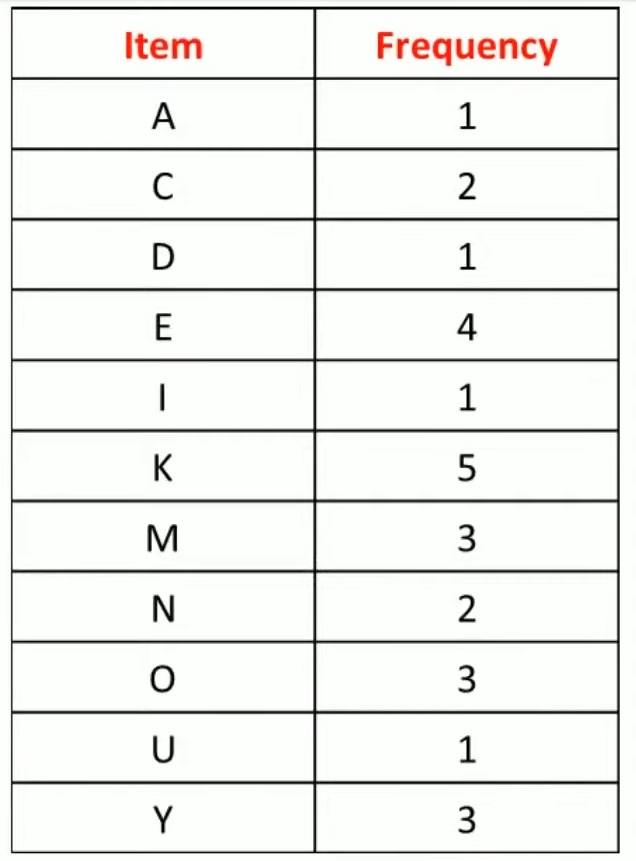 Item Frequency
A 1
C 2
D 1
E 4
I 1
K 5
M 3
N 2
O 3
U 1
Y 3